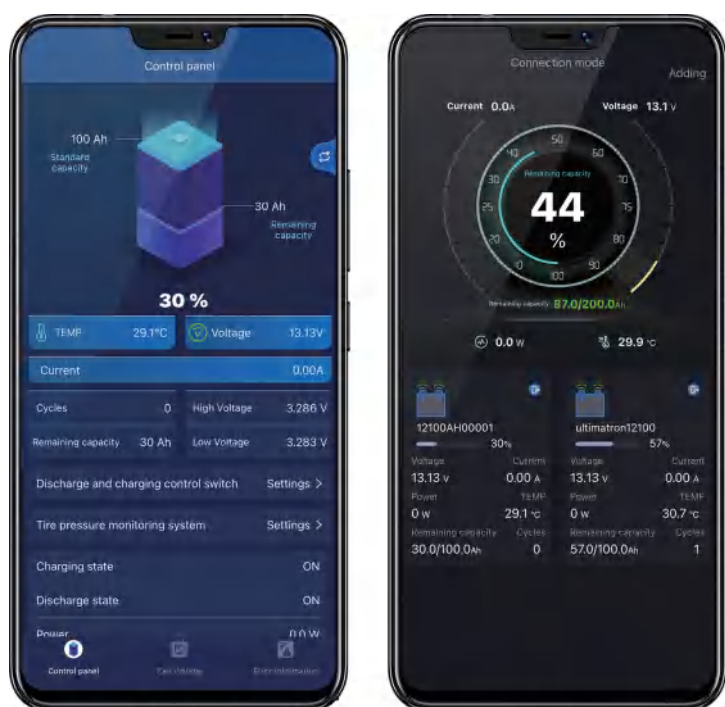 Control panel
100 Ah
Standard
capacity
30 Ah
Remaining
capacity
30 %
TEMP 29.1°C Voltage 13.13V
Current 0.00A
Cycles 0 High Voltage 3.286 V
Remaining capacity 30 Ah Low Voltage 3.283 V
Discharge and charging control switch Settings >
Tire pressure monitoring system Settings >
Charging state ON
Discharge state ON
Power 0.0 W
Control panel
Connection mode
Adding
Current 0.0A Voltage 13.1 V
50
40 60
Remaining capacity
30 70
44
25 75
%
20 80
10 90
100
Remaining capacity 87.0/200.0Ah
0.0 W 29.9 °C
12100AH00001 ultimatron12100
30% 57%
Voltage Current Voltage Current
13.13 V 0.00 A 13.13 V 0.00 A
Power TEMP Power TEMP
0 W 29.1 °C 0 W 30.7 °C
Remaining capacity Cycles Remaining capacity Cycles
30.0/100.0Ah 0 57.0/100.0Ah 1